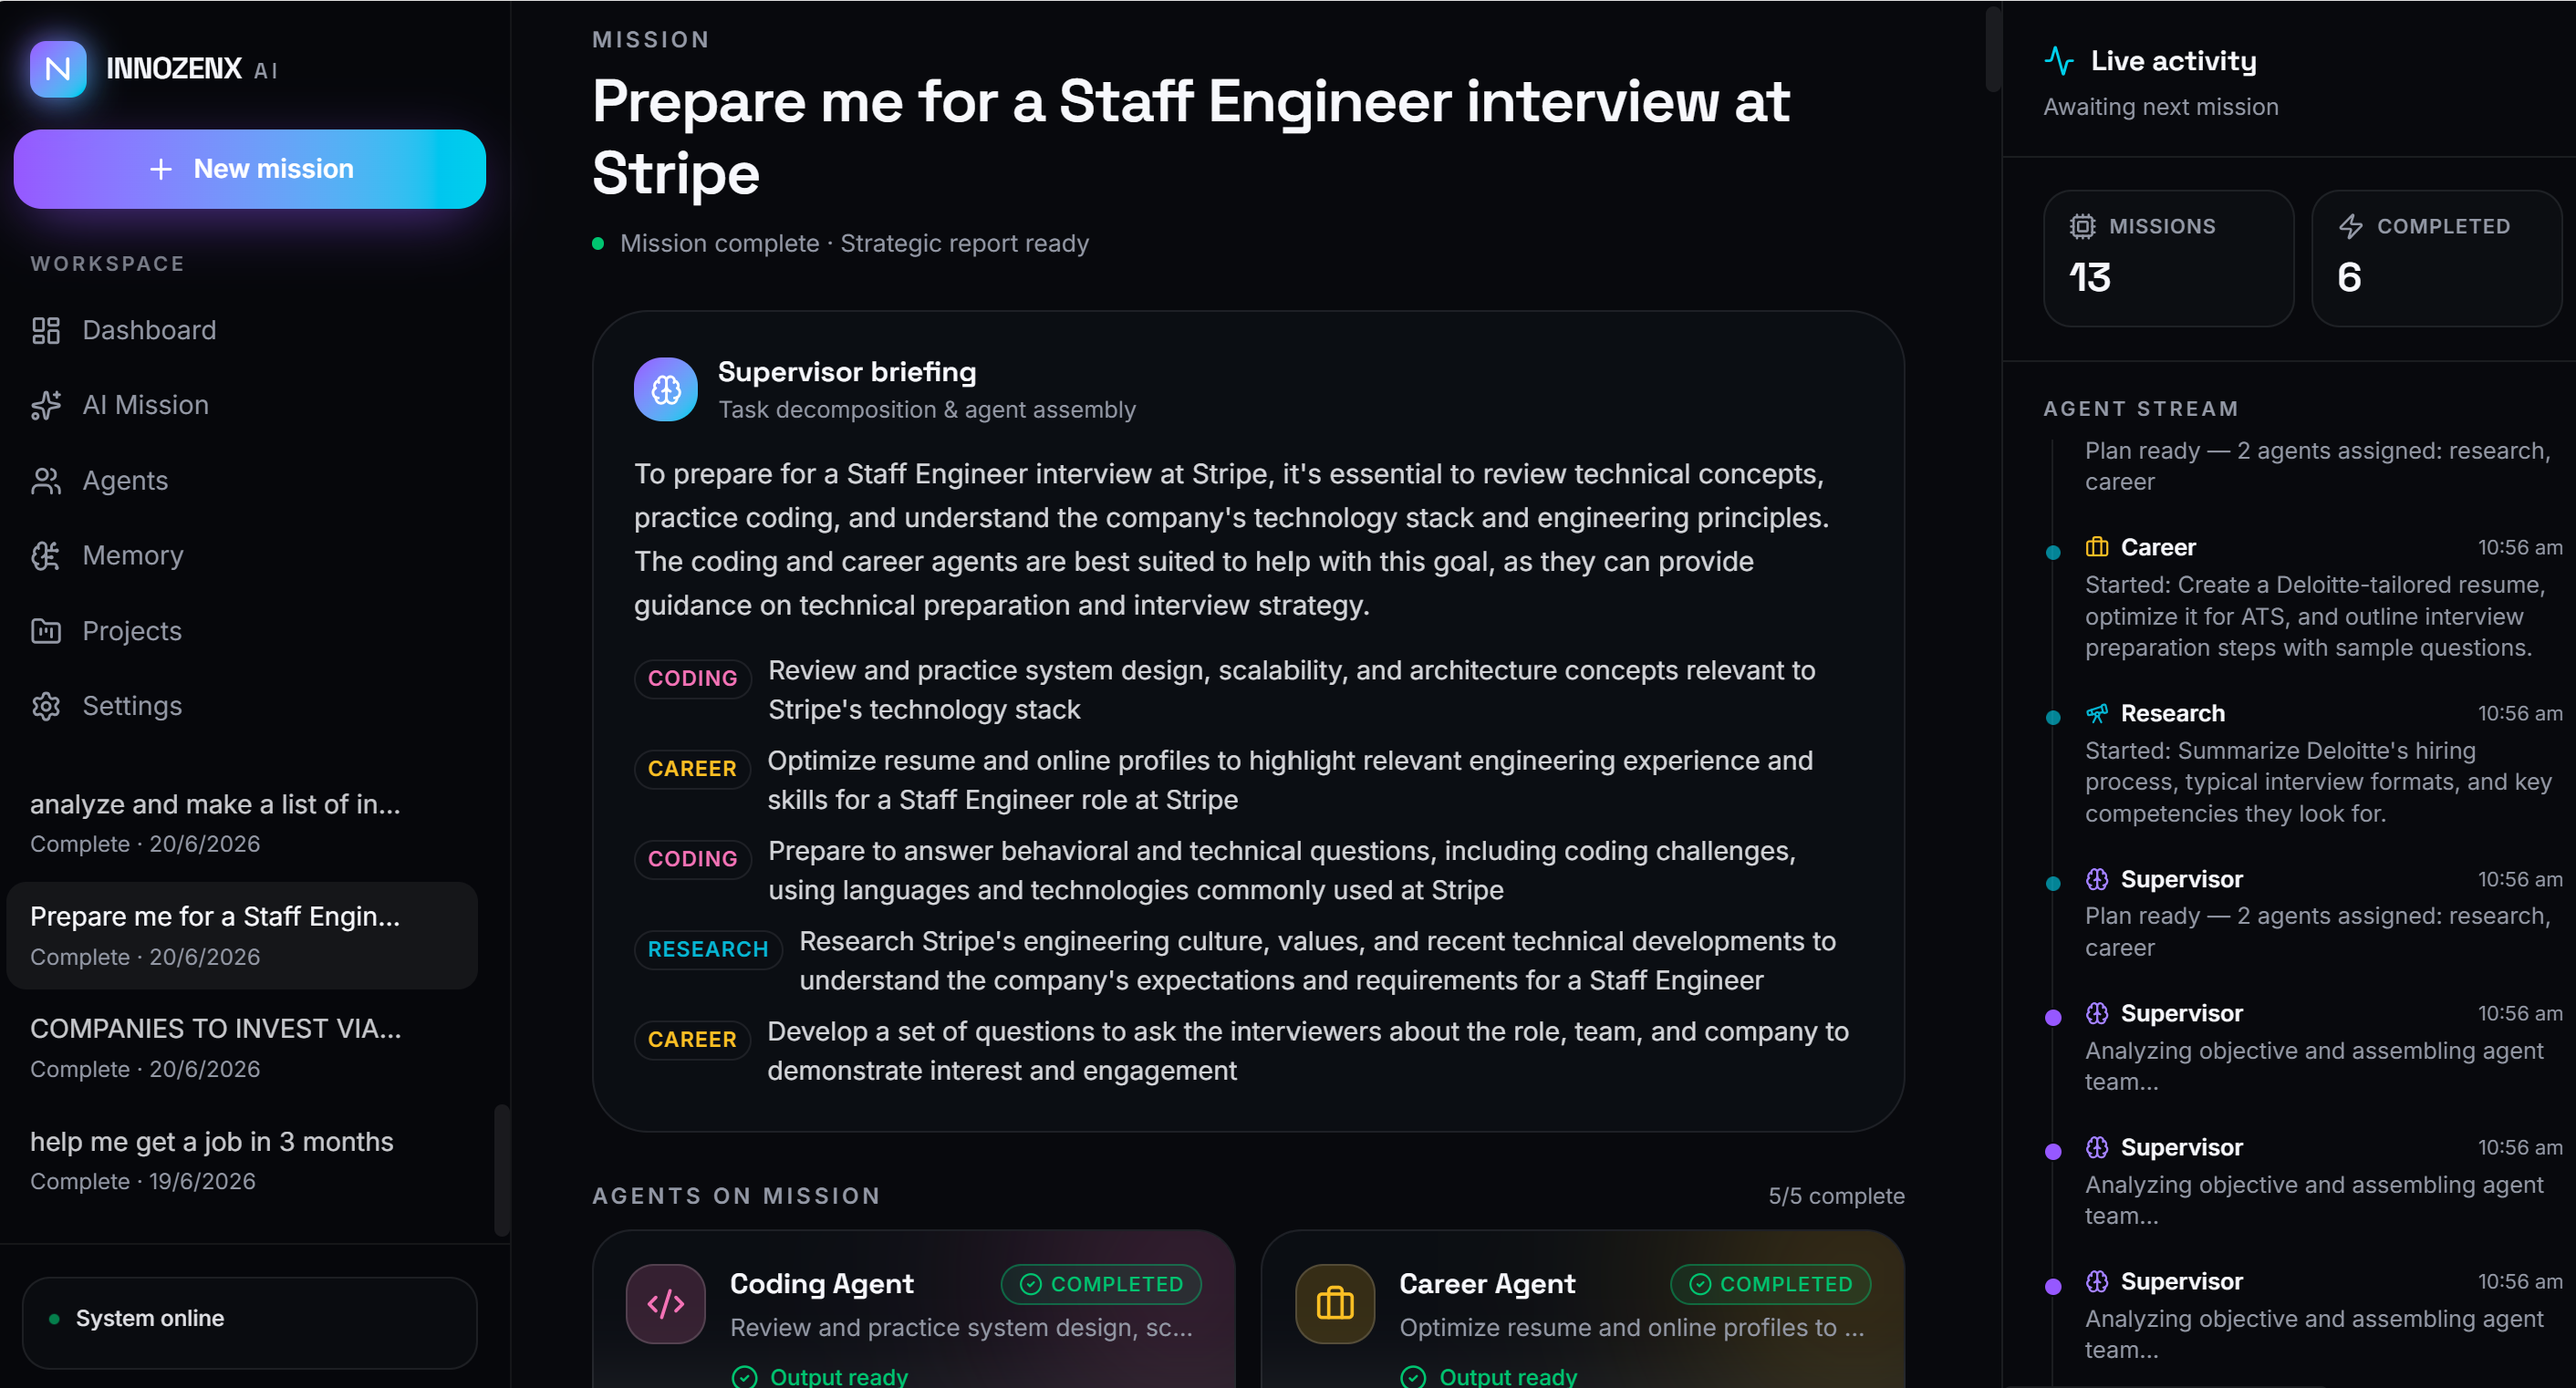 INNOZENX AI
New mission
WORKSPACE
Dashboard
AI Mission
Agents
Memory
Projects
Settings
analyze and make a list of in...
Complete · 20/6/2026
Prepare me for a Staff Engin...
Complete · 20/6/2026
COMPANIES TO INVEST VIA...
Complete · 20/6/2026
help me get a job in 3 months
Complete · 19/6/2026
System online
MISSION
Prepare me for a Staff Engineer interview at
Stripe
Mission complete · Strategic report ready
Supervisor briefing
Task decomposition & agent assembly
To prepare for a Staff Engineer interview at Stripe, it's essential to review technical concepts,
practice coding, and understand the company's technology stack and engineering principles.
The coding and career agents are best suited to help with this goal, as they can provide
guidance on technical preparation and interview strategy.
CODING Review and practice system design, scalability, and architecture concepts relevant to
Stripe's technology stack
CAREER Optimize resume and online profiles to highlight relevant engineering experience and
skills for a Staff Engineer role at Stripe
CODING Prepare to answer behavioral and technical questions, including coding challenges,
using languages and technologies commonly used at Stripe
RESEARCH Research Stripe's engineering culture, values, and recent technical developments to
understand the company's expectations and requirements for a Staff Engineer
CAREER Develop a set of questions to ask the interviewers about the role, team, and company to
demonstrate interest and engagement
AGENTS ON MISSION 5/5 complete
Coding Agent COMPLETED
Review and practice system design, sc...
Output ready
Career Agent COMPLETED
Optimize resume and online profiles to ...
Output ready
Live activity
Awaiting next mission
MISSIONS
13
COMPLETED
6
AGENT STREAM
Plan ready — 2 agents assigned: research,
career
Career 10:56 am
Started: Create a Deloitte-tailored resume,
optimize it for ATS, and outline interview
preparation steps with sample questions.
Research 10:56 am
Started: Summarize Deloitte's hiring
process, typical interview formats, and key
competencies they look for.
Supervisor 10:56 am
Plan ready — 2 agents assigned: research,
career
Supervisor 10:56 am
Analyzing objective and assembling agent
team...
Supervisor 10:56 am
Analyzing objective and assembling agent
team...
Supervisor 10:56 am
Analyzing objective and assembling agent
team...